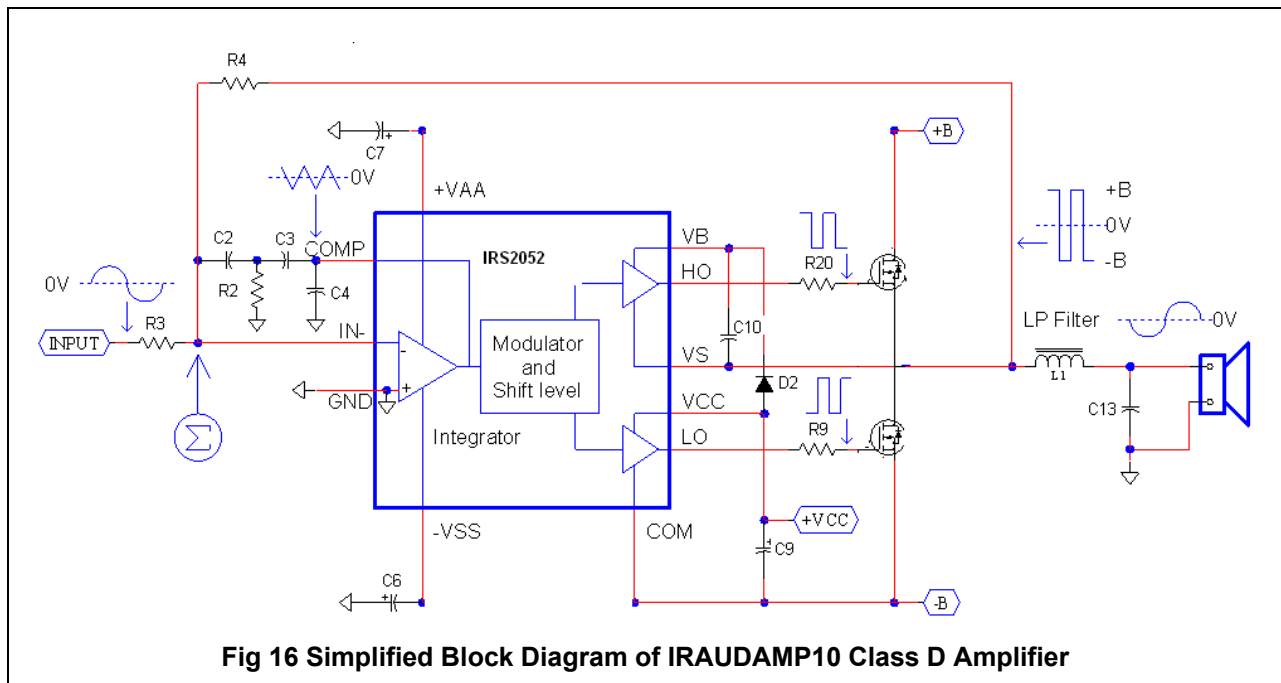 R4
+B
C7
0V
+VAA
+B
0V
-B
C2
C3
COMP
IRS2052
VB
HO
R20
0V
R2
C4
C10
LP Filter
0V
R3
INPUT
IN-
Modulator
and
Shift level
VS
L1
D2
-
+
GND
VCC
C13
Σ
Integrator
LO
R9
-VSS
COM
+VCC
C9
+
C6
+
+
-B
Fig 16 Simplified Block Diagram of IRAUDAMP10 Class D Amplifier